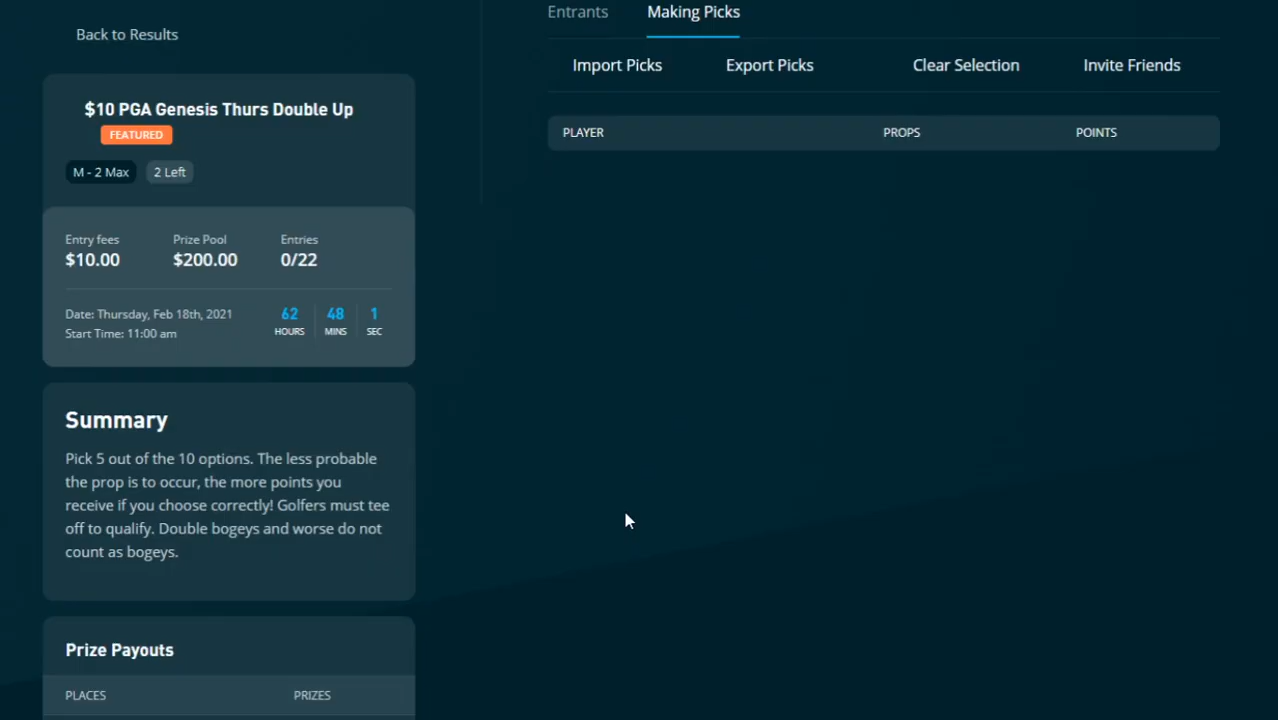 Back to Results
$10 PGA Genesis Thurs Double Up
FEATURED
M - 2 Max 2 Left
Entry fees Prize Pool Entries
$10.00 $200.00 0/22
Date: Thursday, Feb 18th, 2021
Start Time: 11:00 am
62 48 1
HOURS MINS SEC
Summary
Pick 5 out of the 10 options. The less probable
the prop is to occur, the more points you
receive if you choose correctly! Golfers must tee
off to qualify. Double bogeys and worse do not
count as bogeys.
Prize Payouts
PLACES PRIZES
Entrants Making Picks
Import Picks Export Picks Clear Selection Invite Friends
PLAYER PROPS POINTS